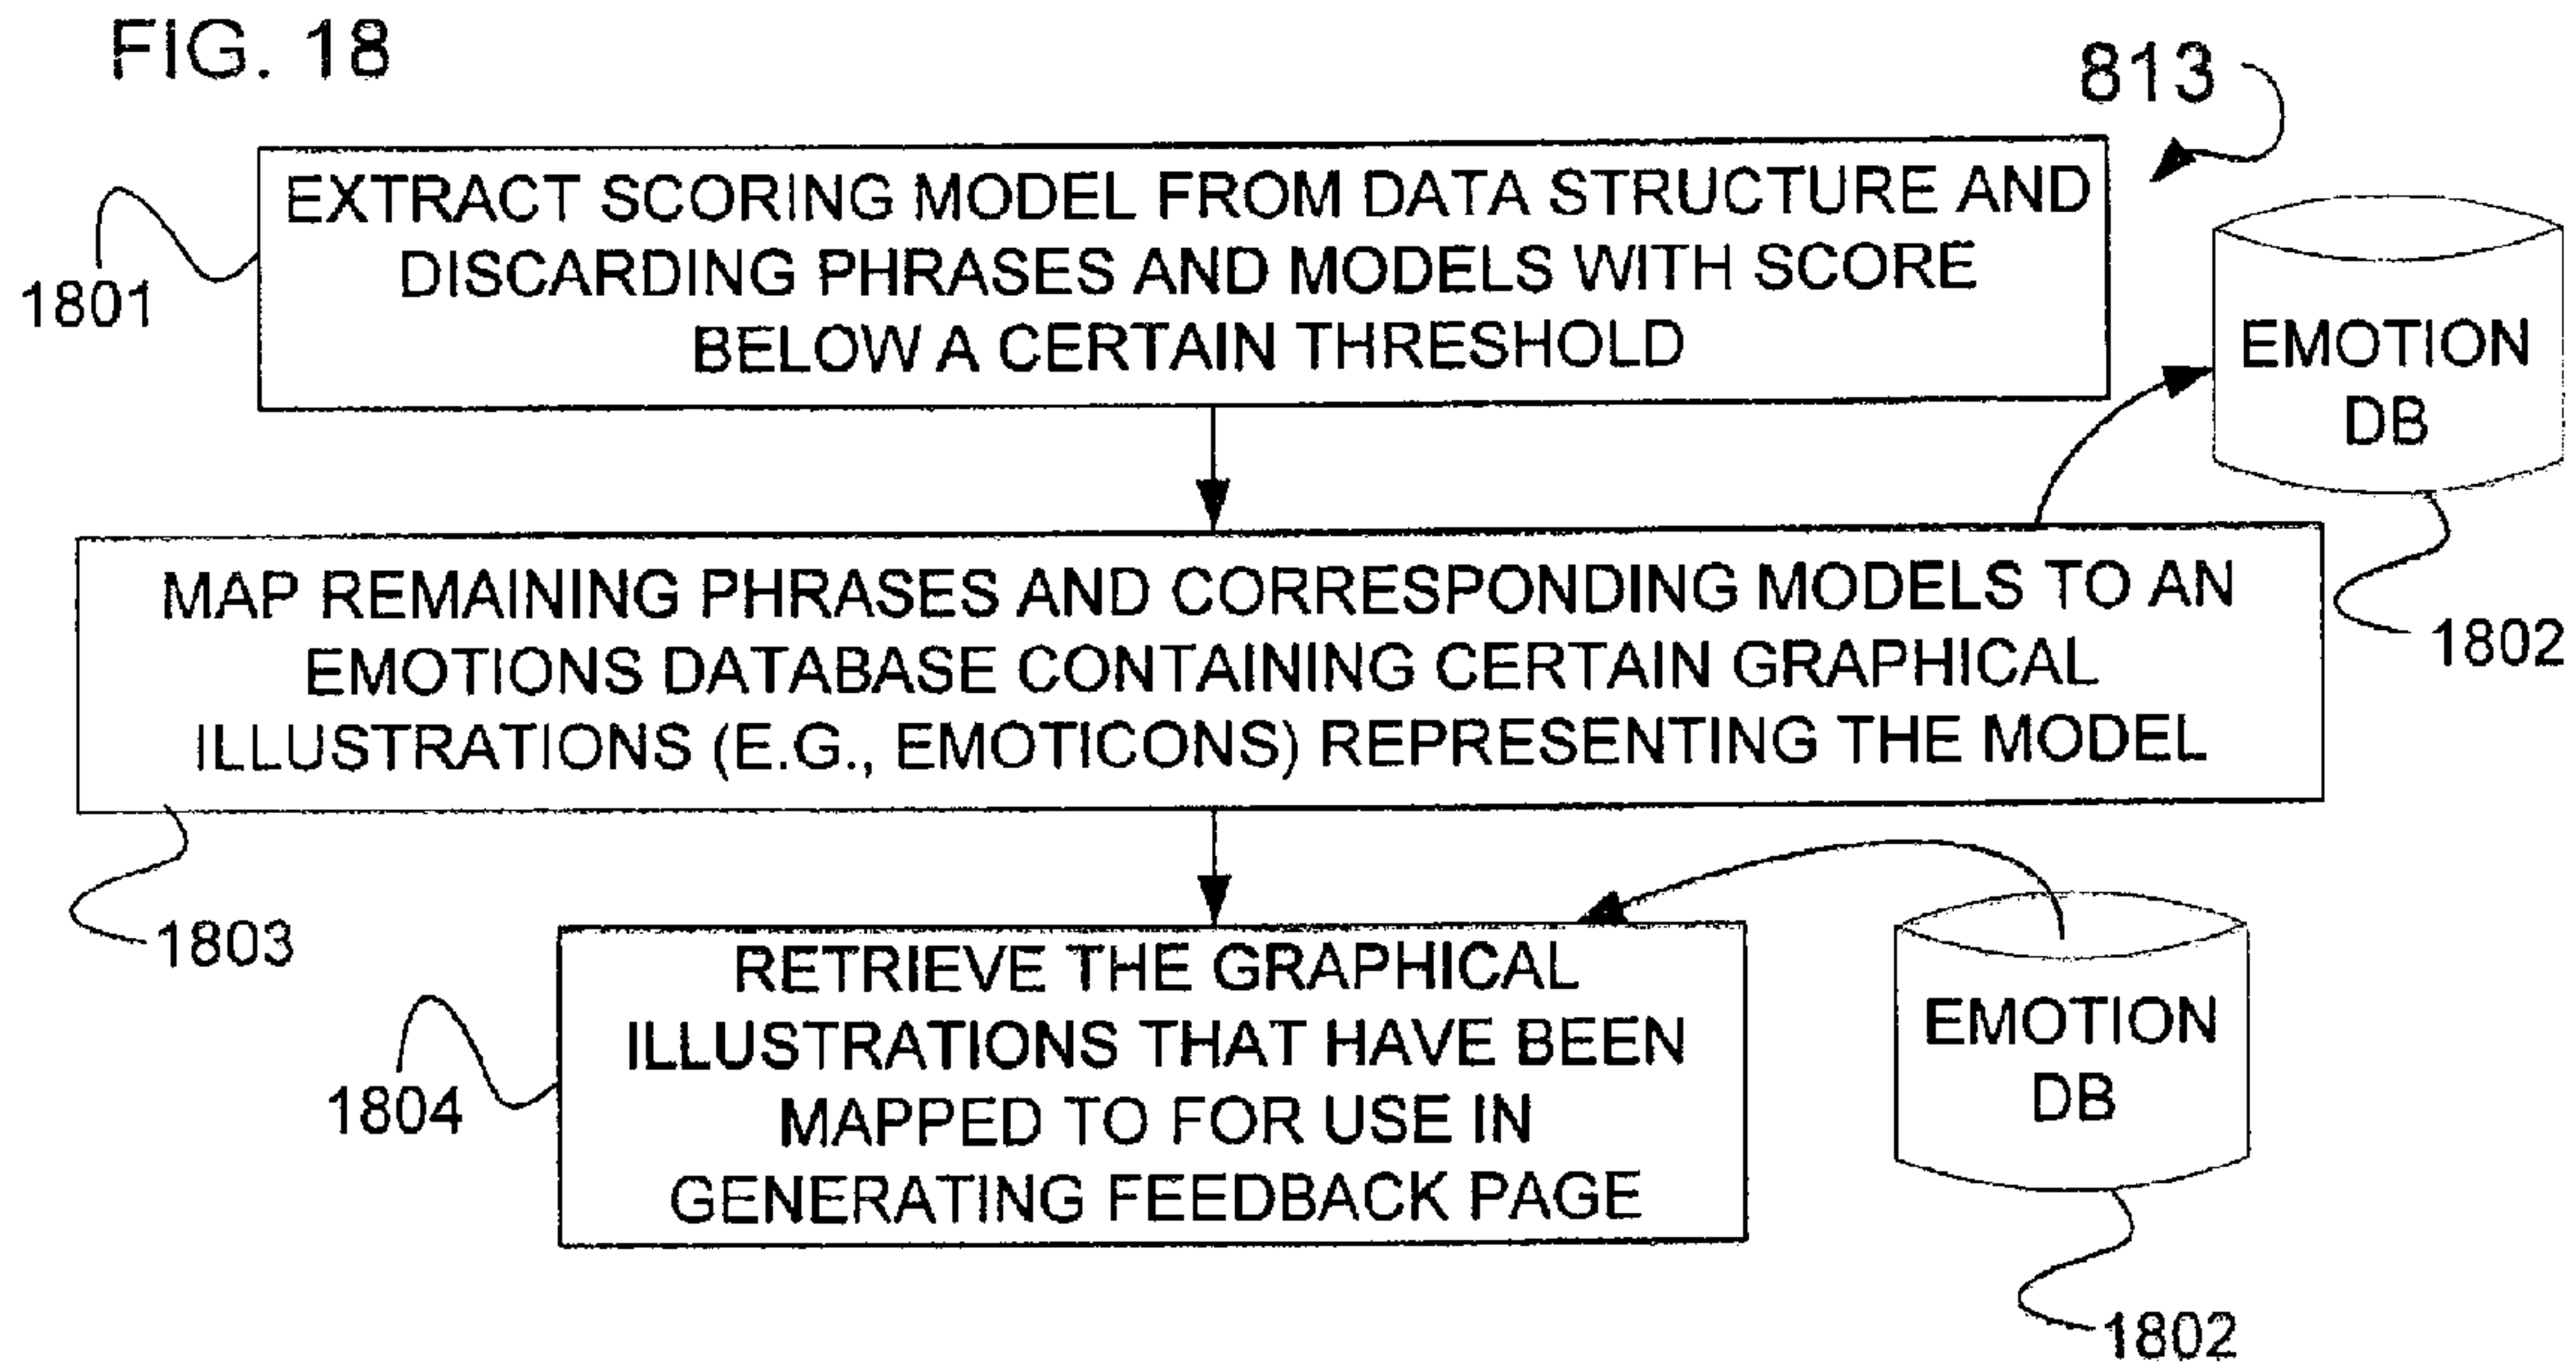 FIG. 18
813
EXTRACT SCORING MODEL FROM DATA STRUCTURE AND
DISCARDING PHRASES AND MODELS WITH SCORE
BELOW A CERTAIN THRESHOLD
1801
EMOTION
DB
1802
MAP REMAINING PHRASES AND CORRESPONDING MODELS TO AN
EMOTIONS DATABASE CONTAINING CERTAIN GRAPHICAL
ILLUSTRATIONS (E.G., EMOTICONS) REPRESENTING THE MODEL
1803
RETRIEVE THE GRAPHICAL
ILLUSTRATIONS THAT HAVE BEEN
MAPPED TO FOR USE IN
GENERATING FEEDBACK PAGE
1804
EMOTION
DB
1802